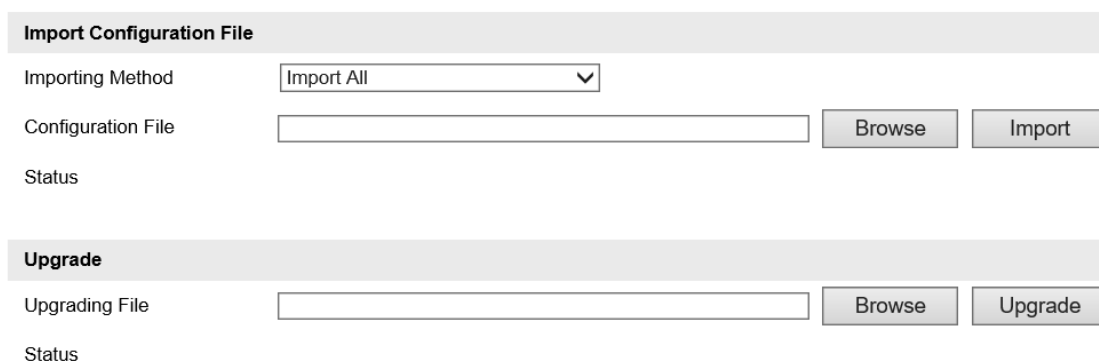 Import Configuration File
Importing Method Import All
Configuration File Browse Import
Status
Upgrade
Upgrading File Browse Upgrade
Status